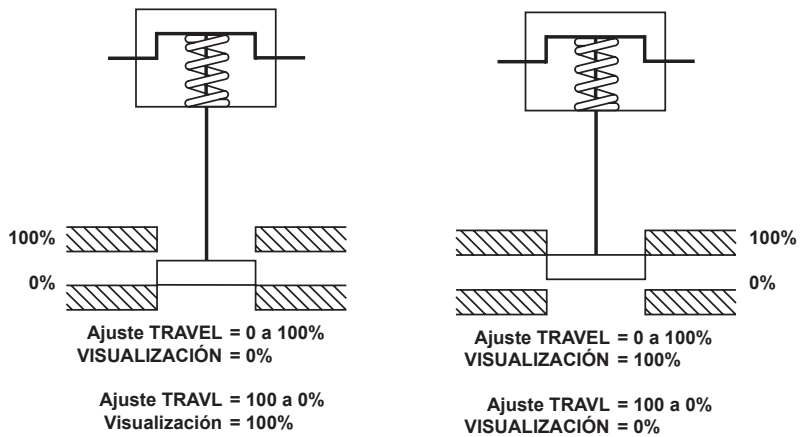 100%
0%
Ajuste TRAVEL = 0 a 100%
VISUALIZACIÓN = 0%
Ajuste TRAVL = 100 a 0%
Visualización = 100%
100%
0%
Ajuste TRAVEL = 0 a 100%
VISUALIZACIÓN = 100%
Ajuste TRAVL = 100 a 0%
VISUALIZACIÓN = 0%